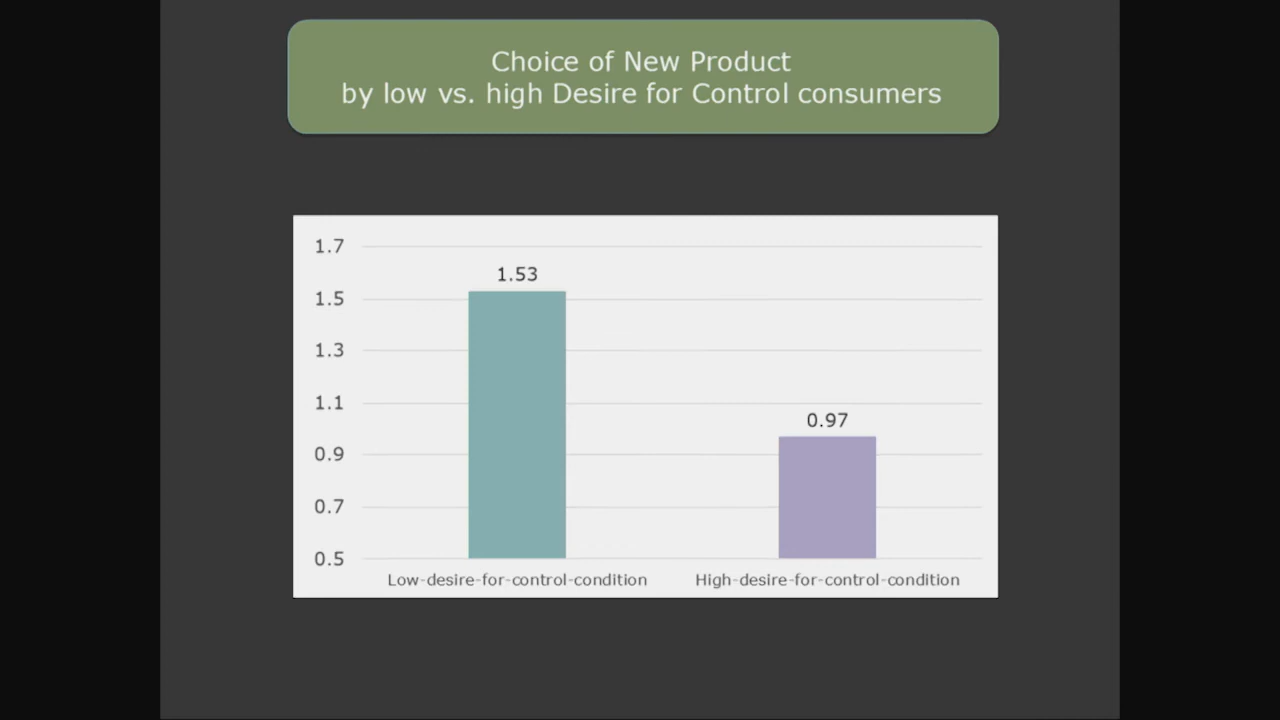 Choice of New Product
by low vs. high Desire for Control consumers
1.7
1.53
1.5
1.3
1.1
0.97
0.9
0.7
0.5
Low-desire-for-control-condition
High-desire-for-control-condition